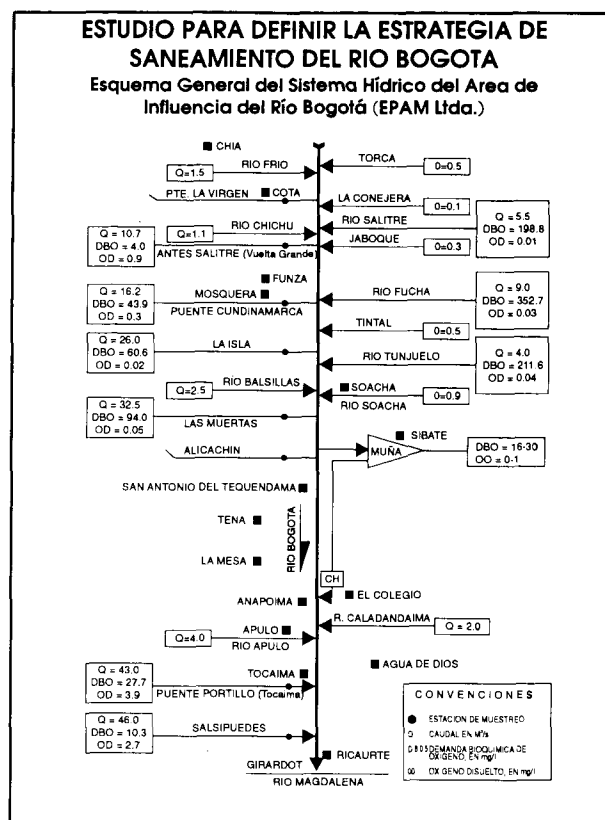 ESTUDIO PARA DEFINIR LA ESTRATEGIA DE
SANEAMIENTO DEL RIO BOGOTA
Esquema General del Sistema Hídrico del Area de
Influencia del Río Bogotá (EPAM Ltda.)
CHIA
Q=1.5
RIO FRIO
TORCA
0=0.5
PTE. LA VIRGEN
COTA
LA CONEJERA
0=0.1
Q=1.1
RIO CHICHU
RIO SALITRE
Q = 5.5
DBO = 198.8
OD = 0.01
Q = 10.7
DBO = 4.0
OD = 0.9
ANTES SALITRE (Vuelta Grande)
JABOQUE
0=0.3
FUNZA
Q = 16.2
DBO = 43.9
OD = 0.3
MOSQUERA
PUENTE CUNDINAMARCA
RIO FUCHA
Q = 9.0
DBO = 352.7
OD = 0.03
TINTAL
0=0.5
Q = 26.0
DBO = 60.6
OD = 0.02
LA ISLA
RIO TUNJUELO
Q = 4.0
DBO = 211.6
OD = 0.04
Q=2.5
RIO BALSILLAS
SOACHA
RIO SOACHA
0=0.9
Q = 32.5
DBO = 94.0
OD = 0.05
LAS MUERTAS
ALICACHIN
SIBATE
MUÑA
DBO = 16-30
OO = 0-1
SAN ANTONIO DEL TEQUENDAMA
TENA
RIO BOGOTA
LA MESA
CH
EL COLEGIO
ANAPOIMA
R. CALADANDAIMA
Q = 2.0
APULO
Q=4.0
RIO APULO
AGUA DE DIOS
Q = 43.0
DBO = 27.7
OD = 3.9
TOCAIMA
PUENTE PORTILLO (Tocaima)
Q = 46.0
DBO = 10.3
OD = 2.7
SALSIPUEDES
RICAURTE
GIRARDOT
RIO MAGDALENA
CONVENCIONES
ESTACION DE MUESTREO
Q CAUDAL EN M³/s
DBO5 DEMANDA BIOQUIMICA DE
OXIGENO, EN mg/l
OXIGENO DISUELTO, EN mg/l